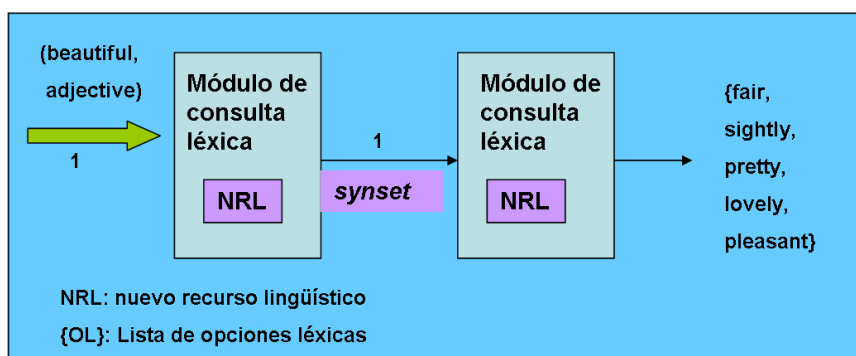 (beautiful,
adjective)
1
Módulo de
consulta
léxica
NRL
1
synset
Módulo de
consulta
léxica
NRL
{fair,
sightly,
pretty,
lovely,
pleasant}
NRL: nuevo recurso lingüístico
{OL}: Lista de opciones léxicas